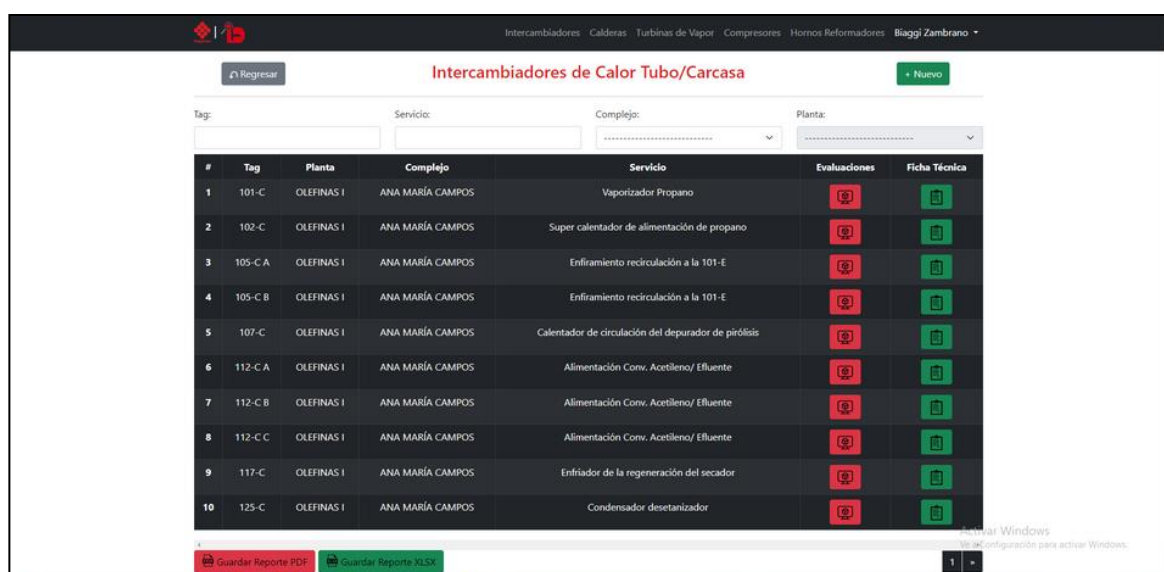 Intercambiadores Calderas Turbinas de Vapor Compresores Hornos Reformadores Biaggi Zambrano
Regresar Intercambiadores de Calor Tubo/Carcasa + Nuevo
Tag: Servicio: Complejo: Planta:
--------------------------- ---------------------------
# Tag Planta Complejo Servicio Evaluaciones Ficha Técnica
1 101-C OLEFINAS I ANA MARÍA CAMPOS Vaporizador Propano
2 102-C OLEFINAS I ANA MARÍA CAMPOS Super calentador de alimentación de propano
3 105-C A OLEFINAS I ANA MARÍA CAMPOS Enfiramiento recirculación a la 101-E
4 105-C B OLEFINAS I ANA MARÍA CAMPOS Enfiramiento recirculación a la 101-E
5 107-C OLEFINAS I ANA MARÍA CAMPOS Calentador de circulación del depurador de pirólisis
6 112-C A OLEFINAS I ANA MARÍA CAMPOS Alimentación Conv. Acetileno/ Efluente
7 112-C B OLEFINAS I ANA MARÍA CAMPOS Alimentación Conv. Acetileno/ Efluente
8 112-C C OLEFINAS I ANA MARÍA CAMPOS Alimentación Conv. Acetileno/ Efluente
9 117-C OLEFINAS I ANA MARÍA CAMPOS Enfriador de la regeneración del secador
10 125-C OLEFINAS I ANA MARÍA CAMPOS Condensador desetanizador
Activar Windows
Ve a Configuración para activar Windows.
Guardar Reporte PDF Guardar Reporte XLSX 1 »